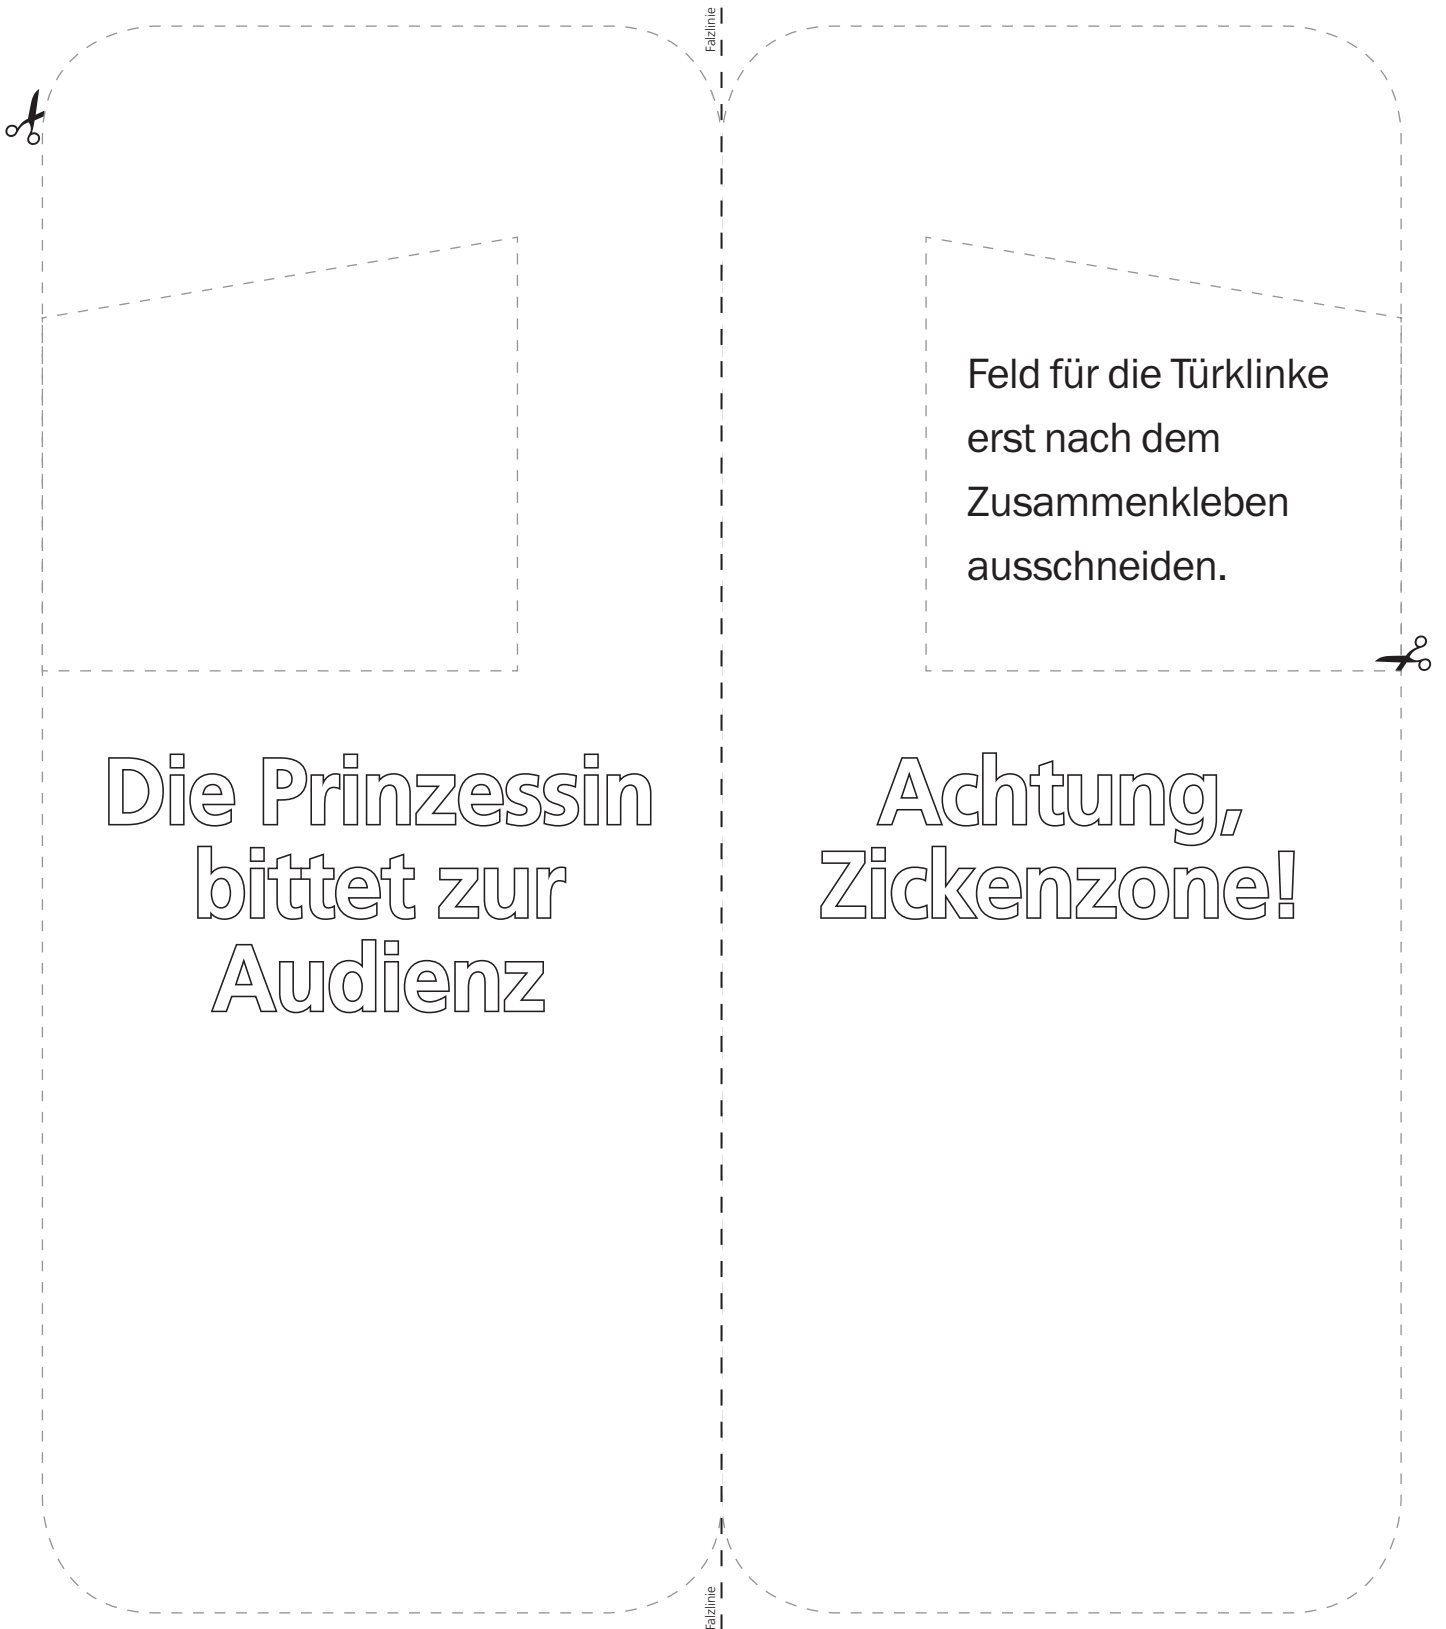 Falzlinie
Feld für die Türklinke
erst nach dem
Zusammenkleben
ausschneiden.
Die Prinzessin
bittet zur
Audienz
Achtung,
Zickenzone!
Falzlinie